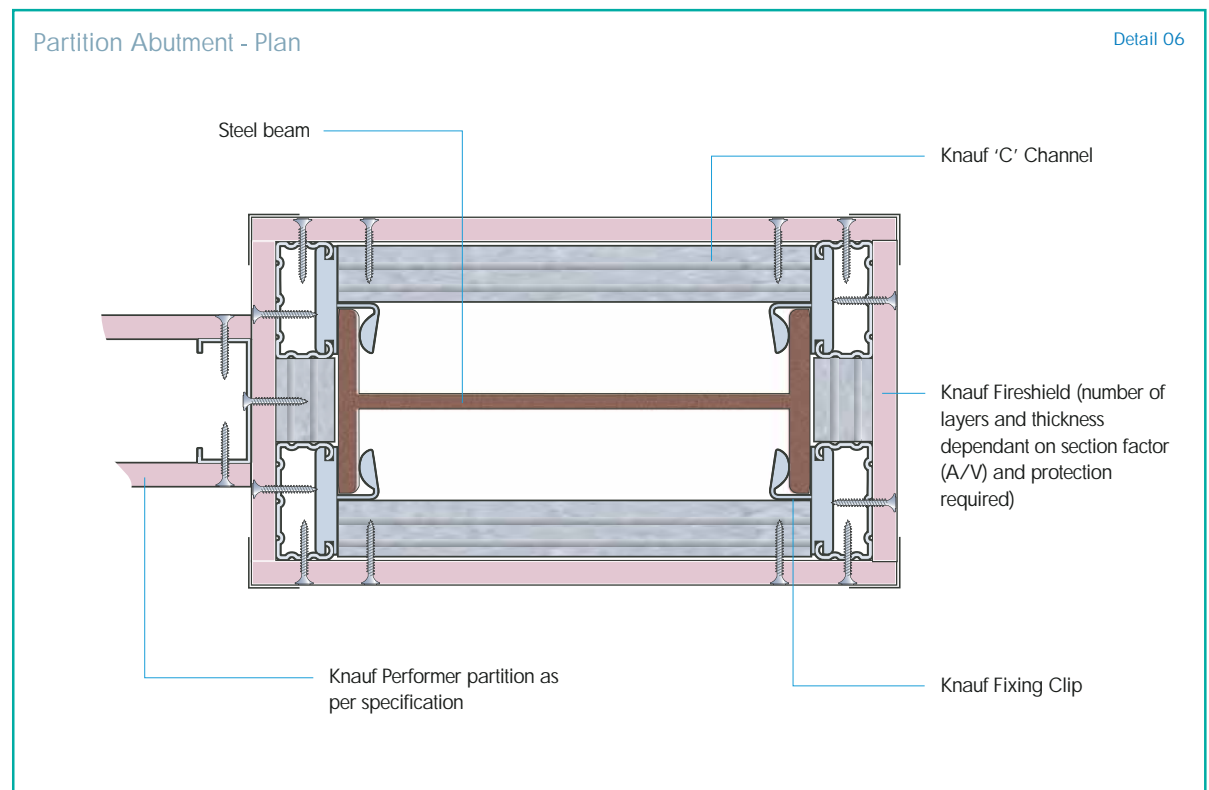 Partition Abutment - Plan
Detail 06
Steel beam
Knauf ‘C’ Channel
Knauf Fireshield (number of
layers and thickness
dependant on section factor
(A/V) and protection
required)
Knauf Performer partition as
per specification
Knauf Fixing Clip